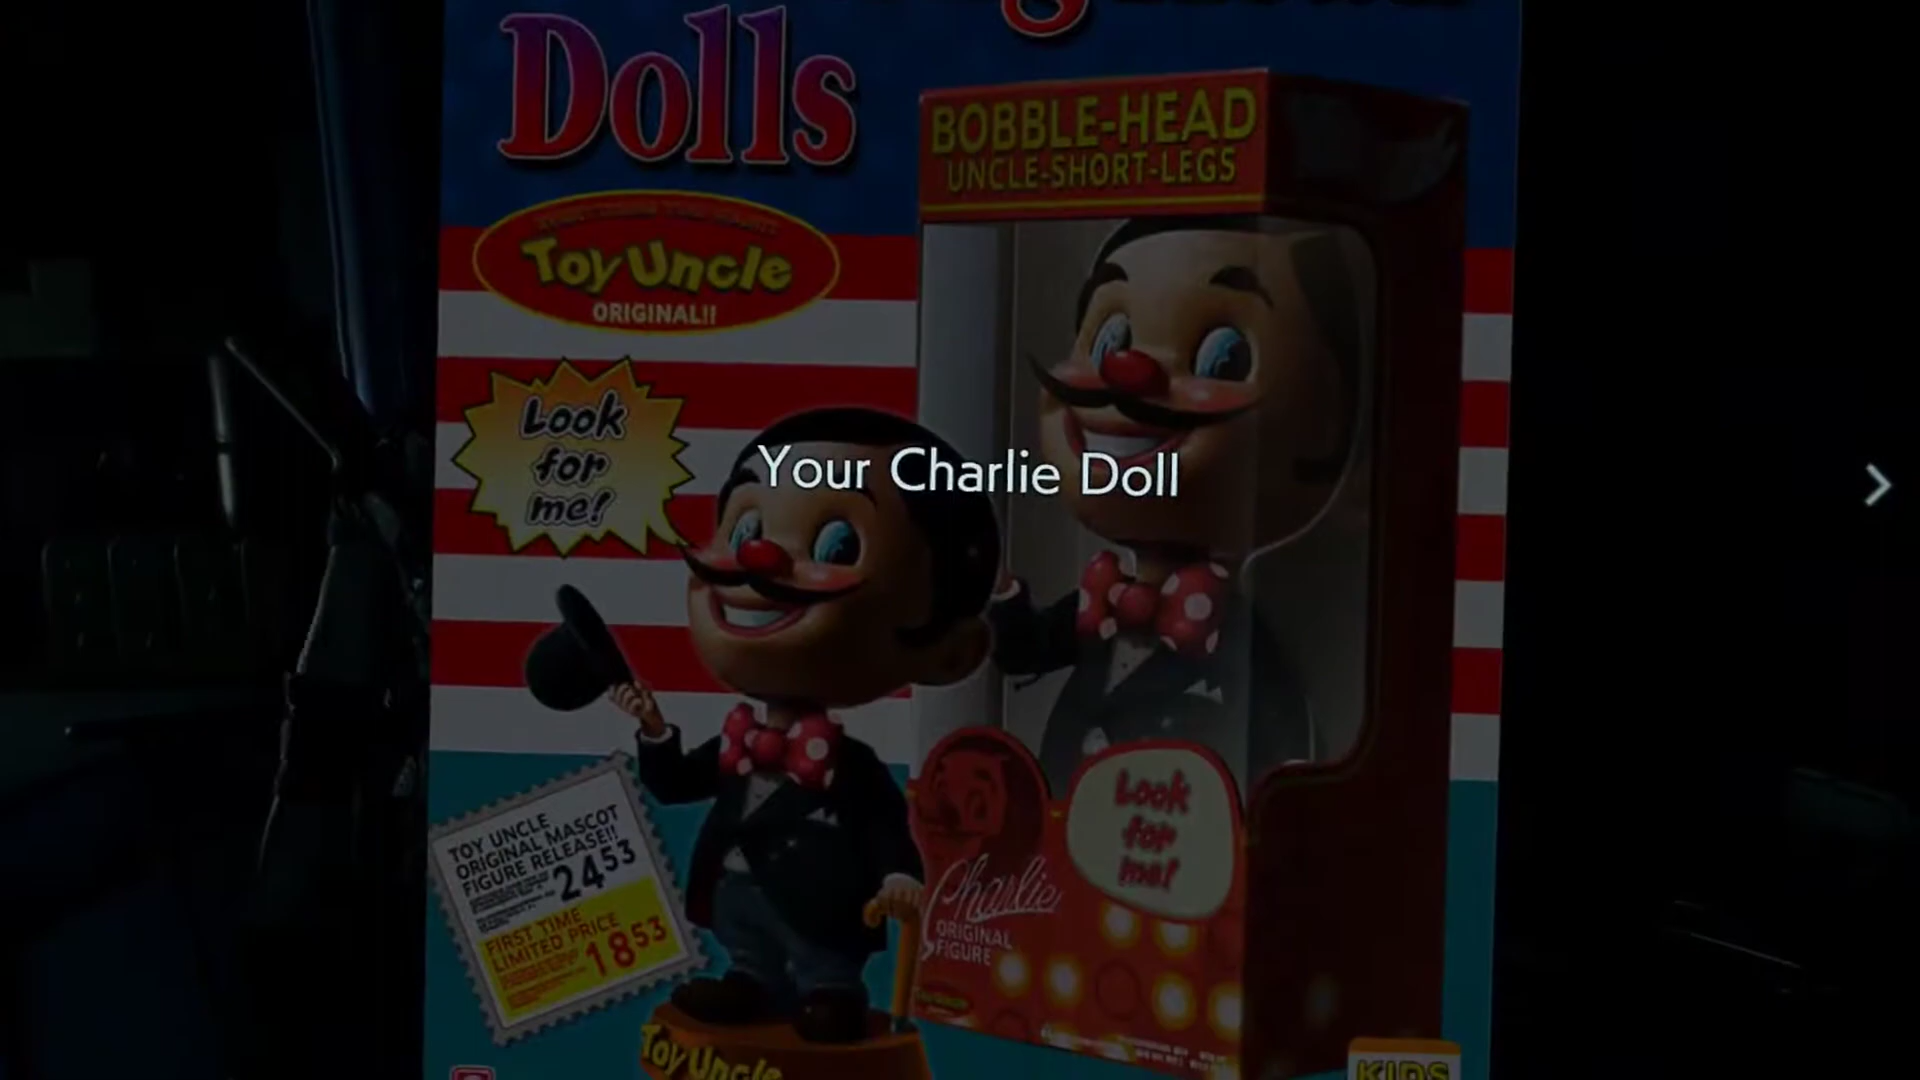 Dolls
BOBBLE-HEAD
UNCLE-SHORT-LEGS
Toy Uncle
ORIGINAL!!
Look
for
me!
Your Charlie Doll
TOY UNCLE
ORIGINAL MASCOT
FIGURE RELEASE!!
2453
FIRST TIME
LIMITED PRICE
1853
Look
for
me!
Charlie
ORIGINAL
FIGURE
Toy Uncle
KIDS